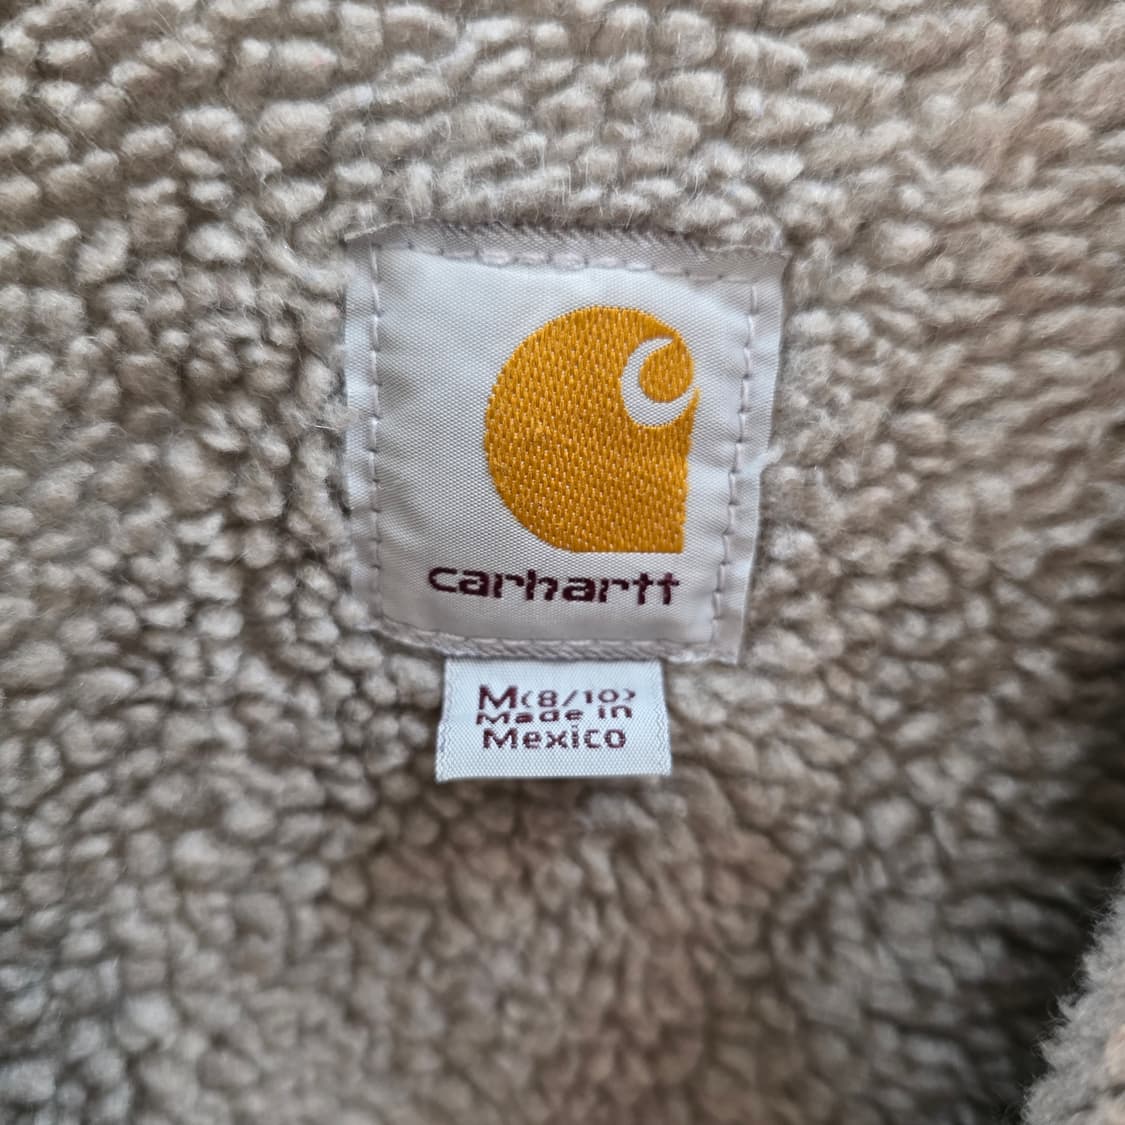 carhartt
M(8/10)
Made in
Mexico